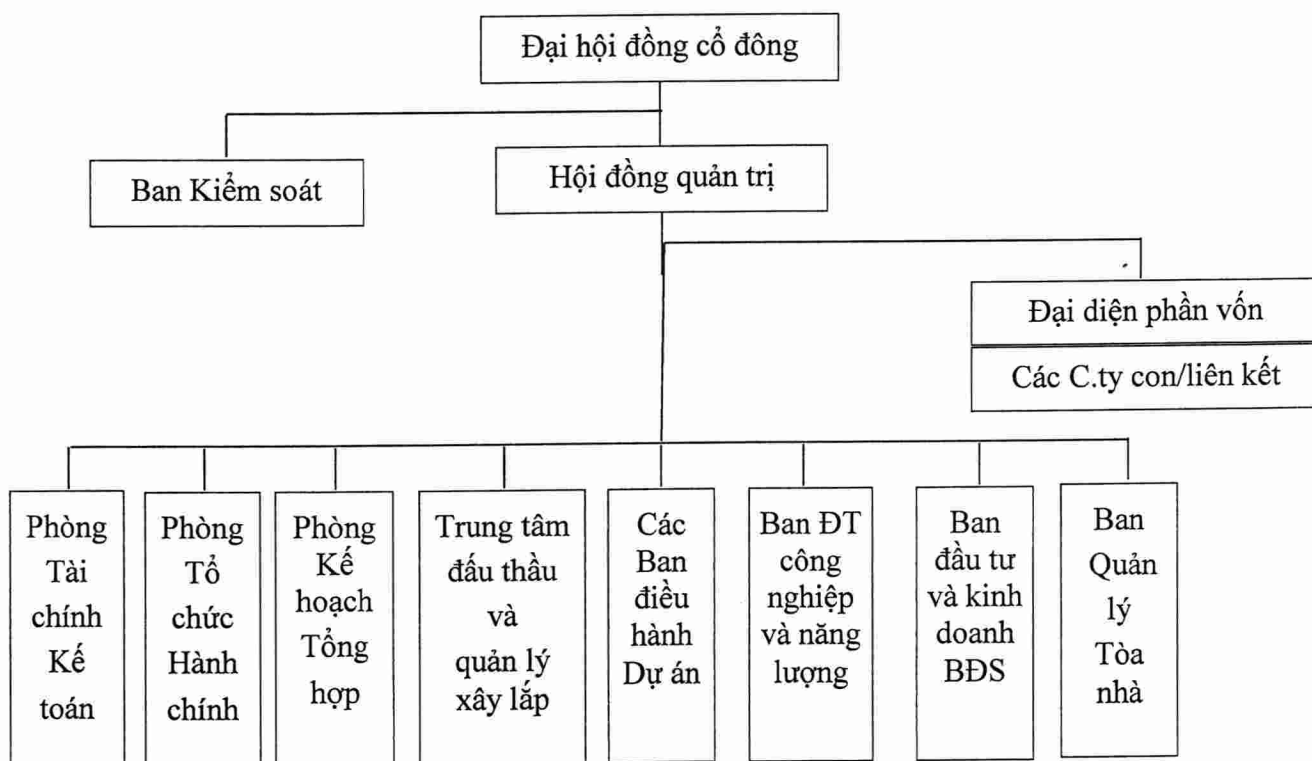 Đại hội đồng cổ đông
Ban Kiểm soát
Hội đồng quản trị
Đại diện phần vốn
Các C.ty con/liên kết
Phòng
Tài
chính
Kế
toán
Phòng
Tổ
chức
Hành
chính
Phòng
Kế
hoạch
Tổng
hợp
Trung tâm
đấu thầu
và
quản lý
xây lắp
Các
Ban
điều
hành
Dự án
Ban ĐT
công
nghiệp
và năng
lượng
Ban
đầu tư
và kinh
doanh
BĐS
Ban
Quản
lý
Tòa
nhà